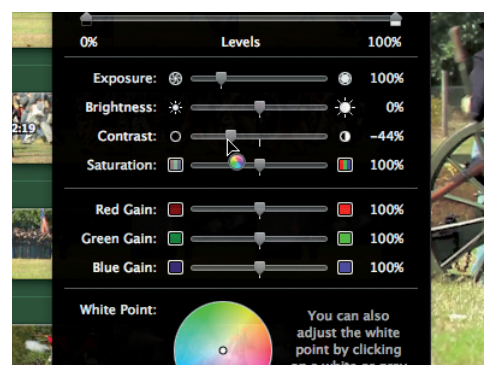 0% Levels 100%
Exposure: 100%
Brightness: 0%
2:19
Contrast: -44%
Saturation: 100%
Red Gain: 100%
Green Gain: 100%
Blue Gain: 100%
White Point: You can also
adjust the white
point by clicking